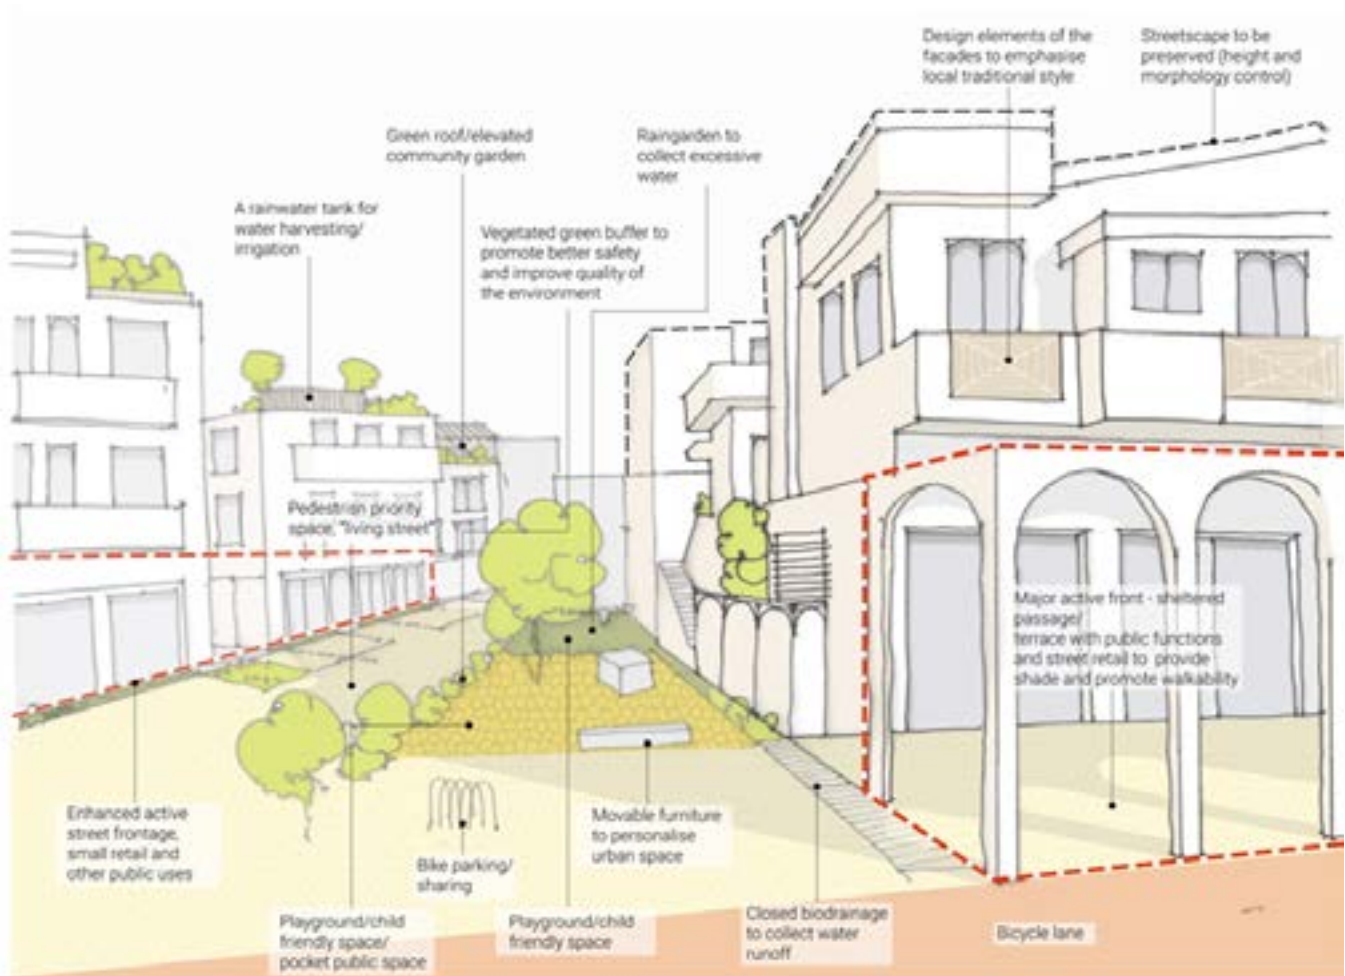 Design elements of the
facades to emphasise
local traditional style
Streetscape to be
preserved (height and
morphology control)
Green roof/elevated
community garden
Raingarden to
collect excessive
water
A rainwater tank for
water harvesting/
irrigation
Vegetated green buffer to
promote better safety
and improve quality of
the environment
Pedestrian priority
space, "living street"
Major active front - sheltered
passage/
terrace with public functions
and street retail to provide
shade and promote walkability
Enhanced active
street frontage,
small retail and
other public uses
Bike parking/
sharing
Movable furniture
to personalise
urban space
Playground/child
friendly space/
pocket public space
Playground/child
friendly space
Closed biodrainage
to collect water
runoff
Bicycle lane